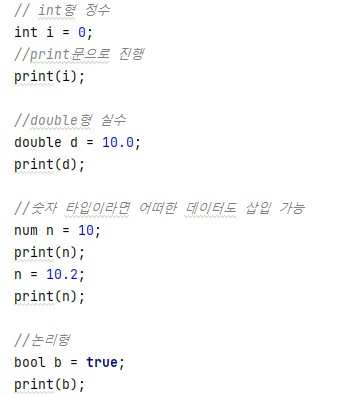 // int형 정수
int i = 0;
//print문으로 진행
print(i);
//double형 실수
double d = 10.0;
print(d);
//숫자 타입이라면 어떠한 데이터도 삽입 가능
num n = 10;
print(n);
n = 10.2;
print(n);
//논리형
bool b = true;
print(b);